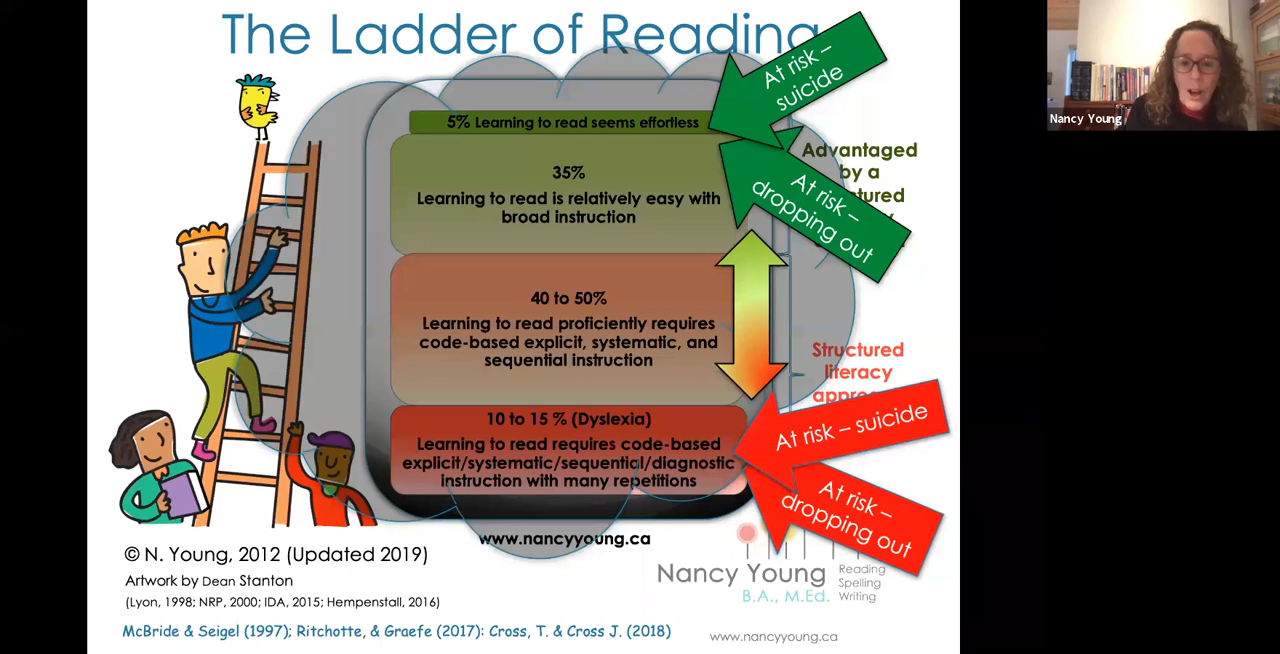 The Ladder of Reading
At risk –
suicide
5% Learning to read seems effortless
Advantaged
by a
At risk –
dropping out
35%
Learning to read is relatively easy with
broad instruction
40 to 50%
Learning to read proficiently requires
code-based explicit, systematic, and
sequential instruction
Structured
literacy
At risk – suicide
10 to 15 % (Dyslexia)
Learning to read requires code-based
explicit/systematic/sequential/diagnostic
instruction with many repetitions
At risk –
dropping out
www.nancyyoung.ca
© N. Young, 2012 (Updated 2019)
Artwork by Dean Stanton
(Lyon, 1998; NRP, 2000; IDA, 2015; Hempenstall, 2016)
McBride & Seigel (1997); Ritchotte, & Graefe (2017): Cross, T. & Cross J. (2018)
Nancy Young
B.A., M.Ed.
Reading
Spelling
Writing
www.nancyyoung.ca
Nancy Young